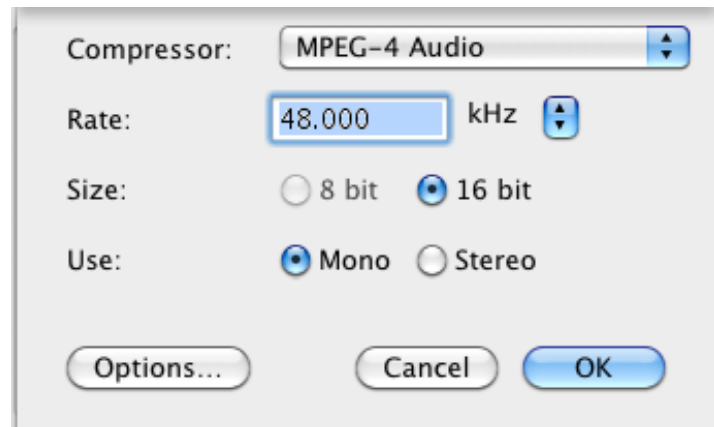 Compressor: MPEG-4 Audio
Rate: 48.000 kHz
Size: 8 bit 16 bit
Use: Mono Stereo
Options... Cancel OK